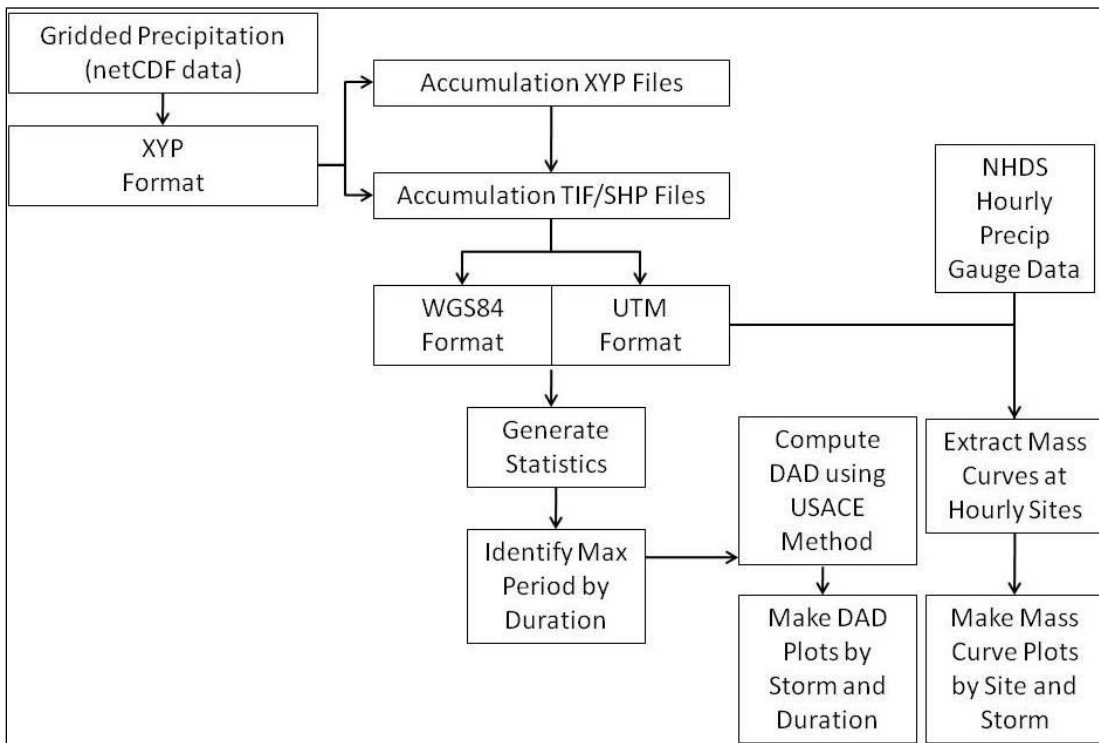 Gridded Precipitation
(netCDF data)
XYP
Format
Accumulation XYP Files
Accumulation TIF/SHP Files
WGS84
Format
UTM
Format
NHDS
Hourly
Precip
Gauge Data
Generate
Statistics
Identify Max
Period by
Duration
Compute
DAD using
USACE
Method
Extract Mass
Curves at
Hourly Sites
Make DAD
Plots by
Storm and
Duration
Make Mass
Curve Plots
by Site and
Storm